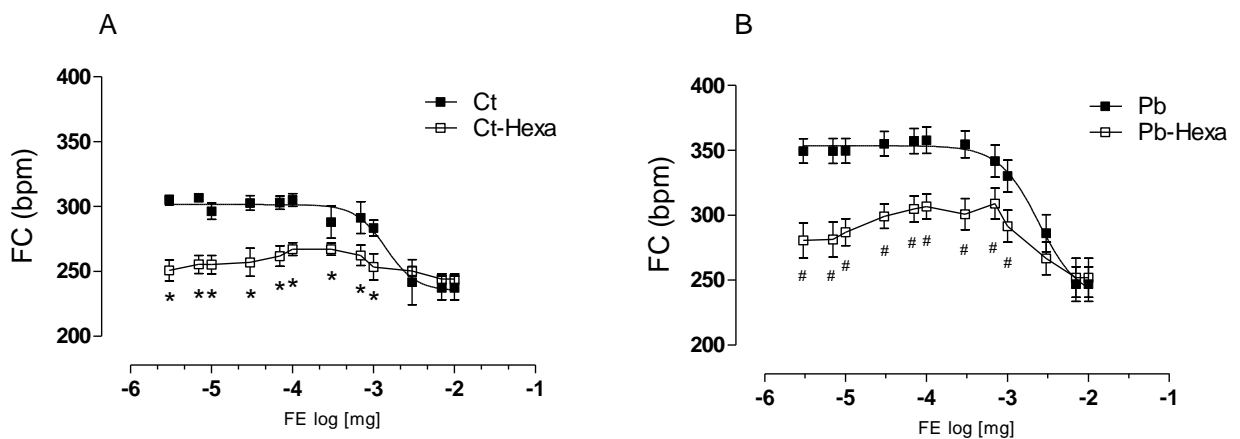 A
400
350
300
250
200
FC (bpm)
Ct
Ct-Hexa
* * * * * * * * *
-6 -5 -4 -3 -2 -1
FE log [mg]
B
400
350
300
250
200
FC (bpm)
Pb
Pb-Hexa
# # # # # # # # #
-6 -5 -4 -3 -2 -1
FE log [mg]